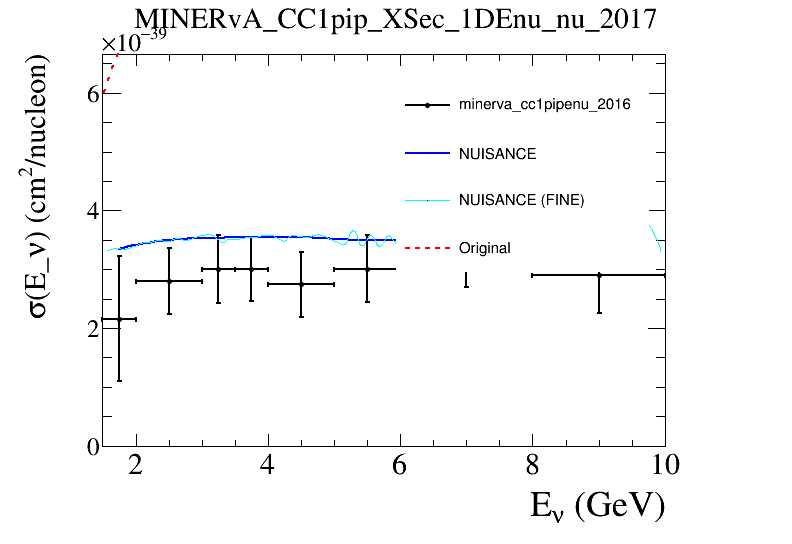 MINERvA_CC1pip_XSec_1DEnu_nu_2017
×10−39
σ(E_ν) (cm2/nucleon)
6
4
2
0
minerva_cc1pipenu_2016
NUISANCE
NUISANCE (FINE)
Original
2 4 6 8 10
Eν (GeV)